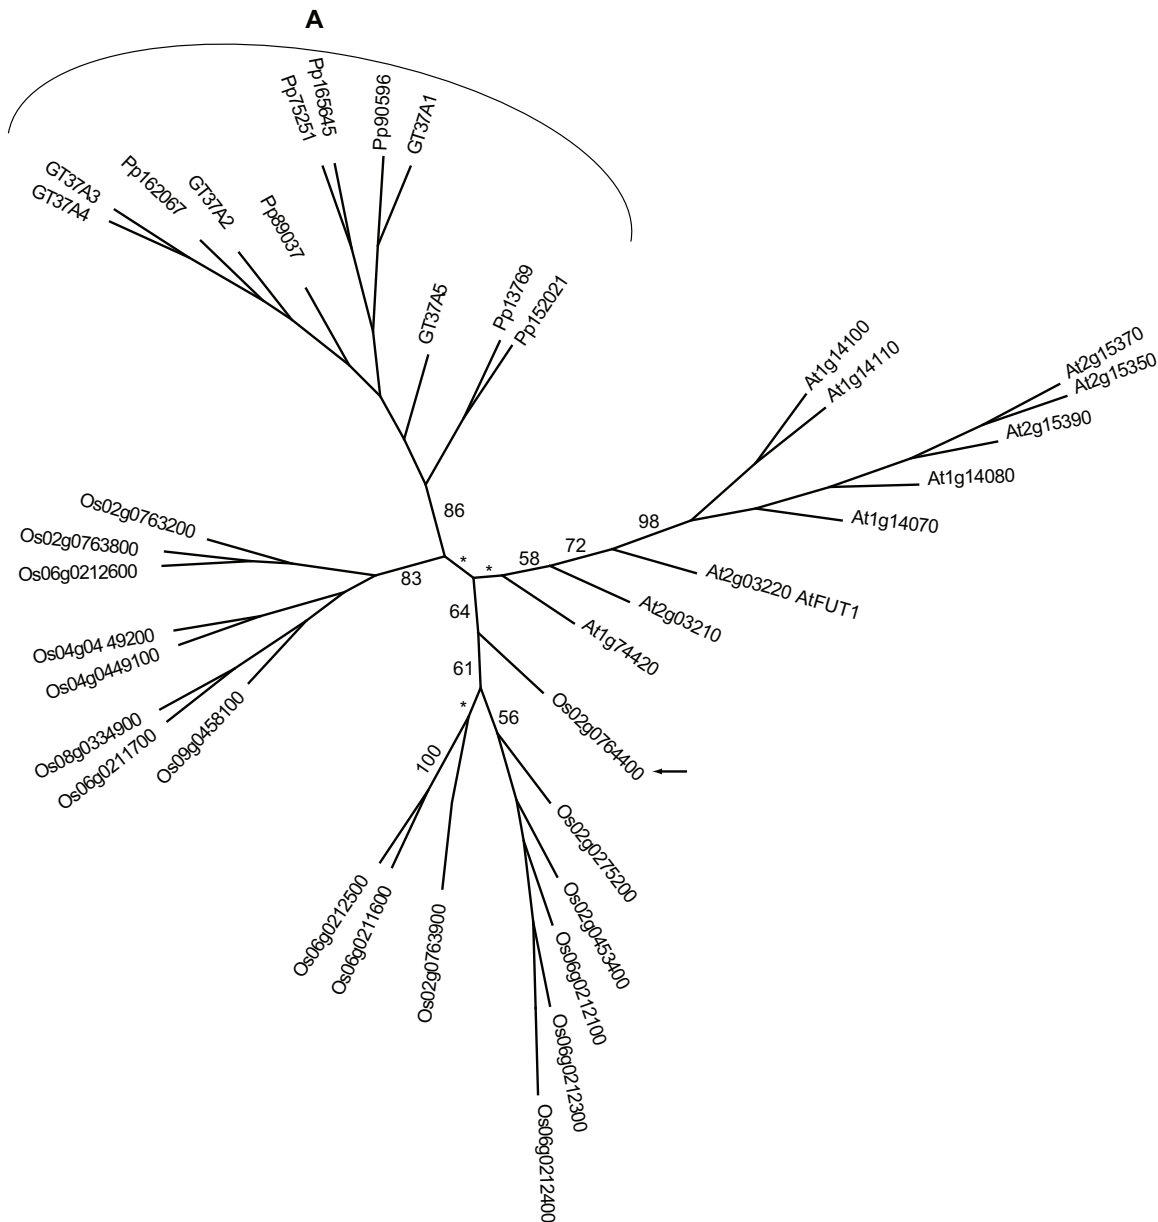 A
Pp165645
Pp75251
Pp90596
GT37A1
GT37A3
GT37A4
Pp162067
GT37A2
Pp89037
GT37A5
Pp13769
Pp152021
At1g14100
At1g14110
At2g15370
At2g15350
At2g15390
At1g14080
At1g14070
98
72
58
*
*
86
83
At2g03220 AtFUT1
At2g03210
At1g74420
Os02g0763200
Os02g0763800
Os06g0212600
Os04g04 49200
Os04g0449100
Os08g0334900
Os06g0211700
Os09g0458100
64
61
*
56
100
Os02g0764400
Os02g0275200
Os02g0453400
Os06g0212100
Os06g0212300
Os06g0212400
Os06g0212500
Os06g0211600
Os02g0763900